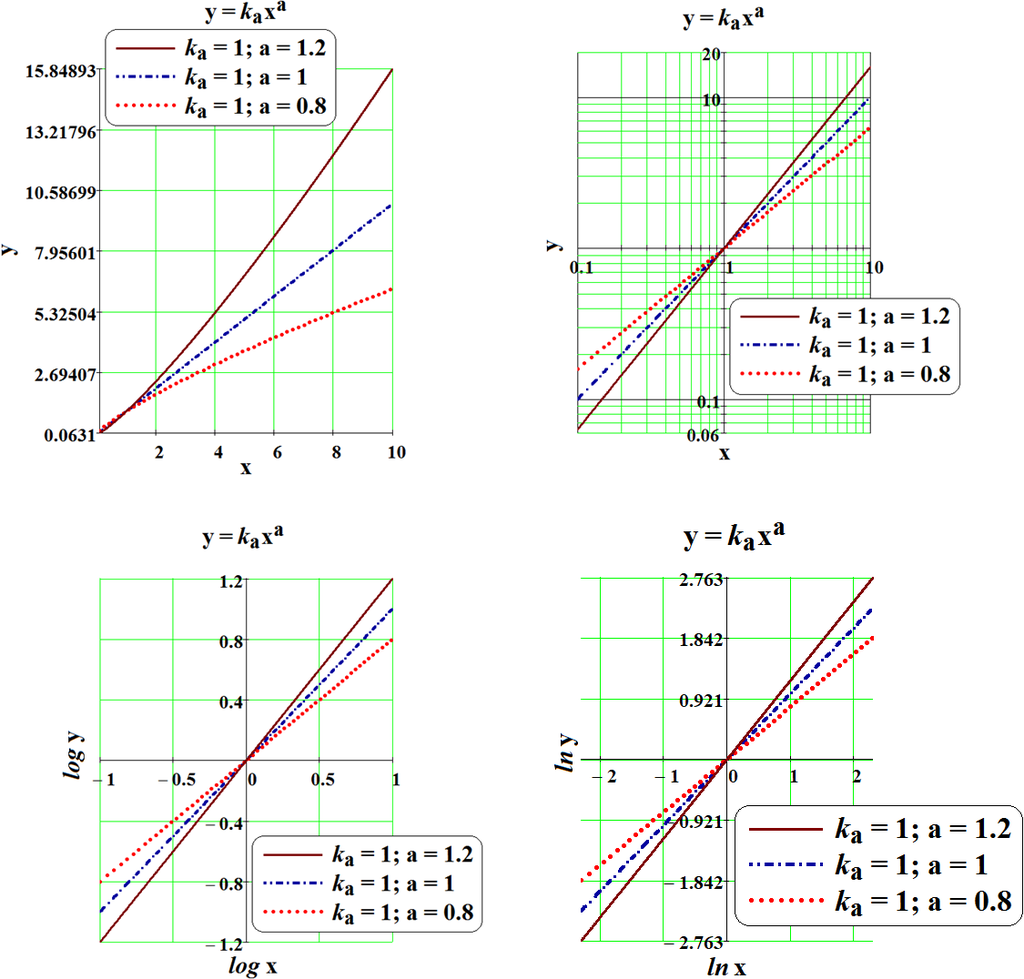 y = kₐxᵃ
kₐ = 1; a = 1.2
kₐ = 1; a = 1
kₐ = 1; a = 0.8
15.84893
13.21796
10.58699
7.95601
5.32504
2.69407
0.0631
y
2 4 6 8 10
x
y = kₐxᵃ
20
10
y
0.1 1 10
kₐ = 1; a = 1.2
kₐ = 1; a = 1
kₐ = 1; a = 0.8
0.1
0.06
x
y = kₐxᵃ
1.2
0.8
0.4
log y
−1 −0.5 0 0.5 1
−0.4
kₐ = 1; a = 1.2
kₐ = 1; a = 1
kₐ = 1; a = 0.8
−0.8
−1.2
log x
y = kₐxᵃ
2.763
1.842
0.921
ln y
−2 −1 0 1 2
−0.921
kₐ = 1; a = 1.2
kₐ = 1; a = 1
kₐ = 1; a = 0.8
−1.842
−2.763
ln x